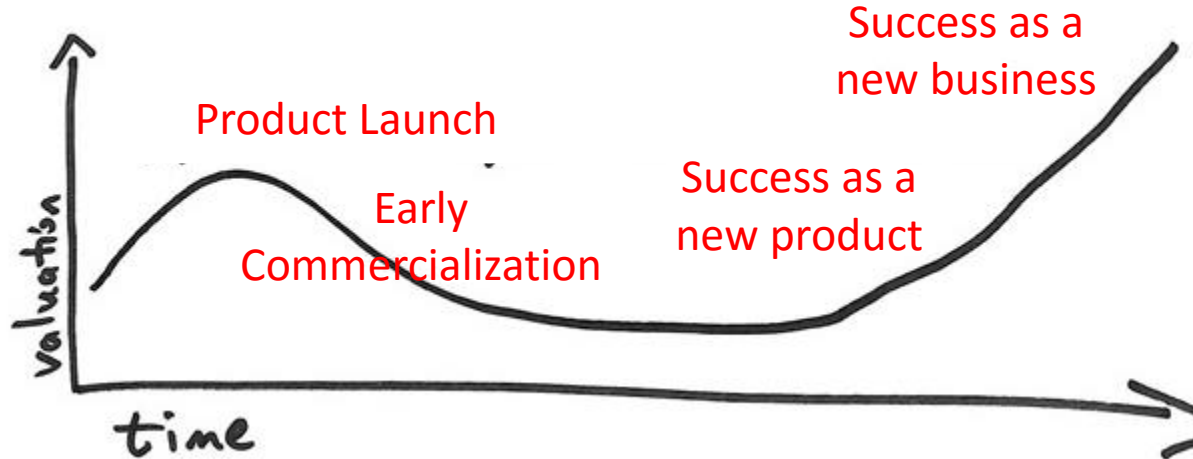 Success as a
new business
Product Launch
Early
Commercialization
Success as a
new product
valuation
time